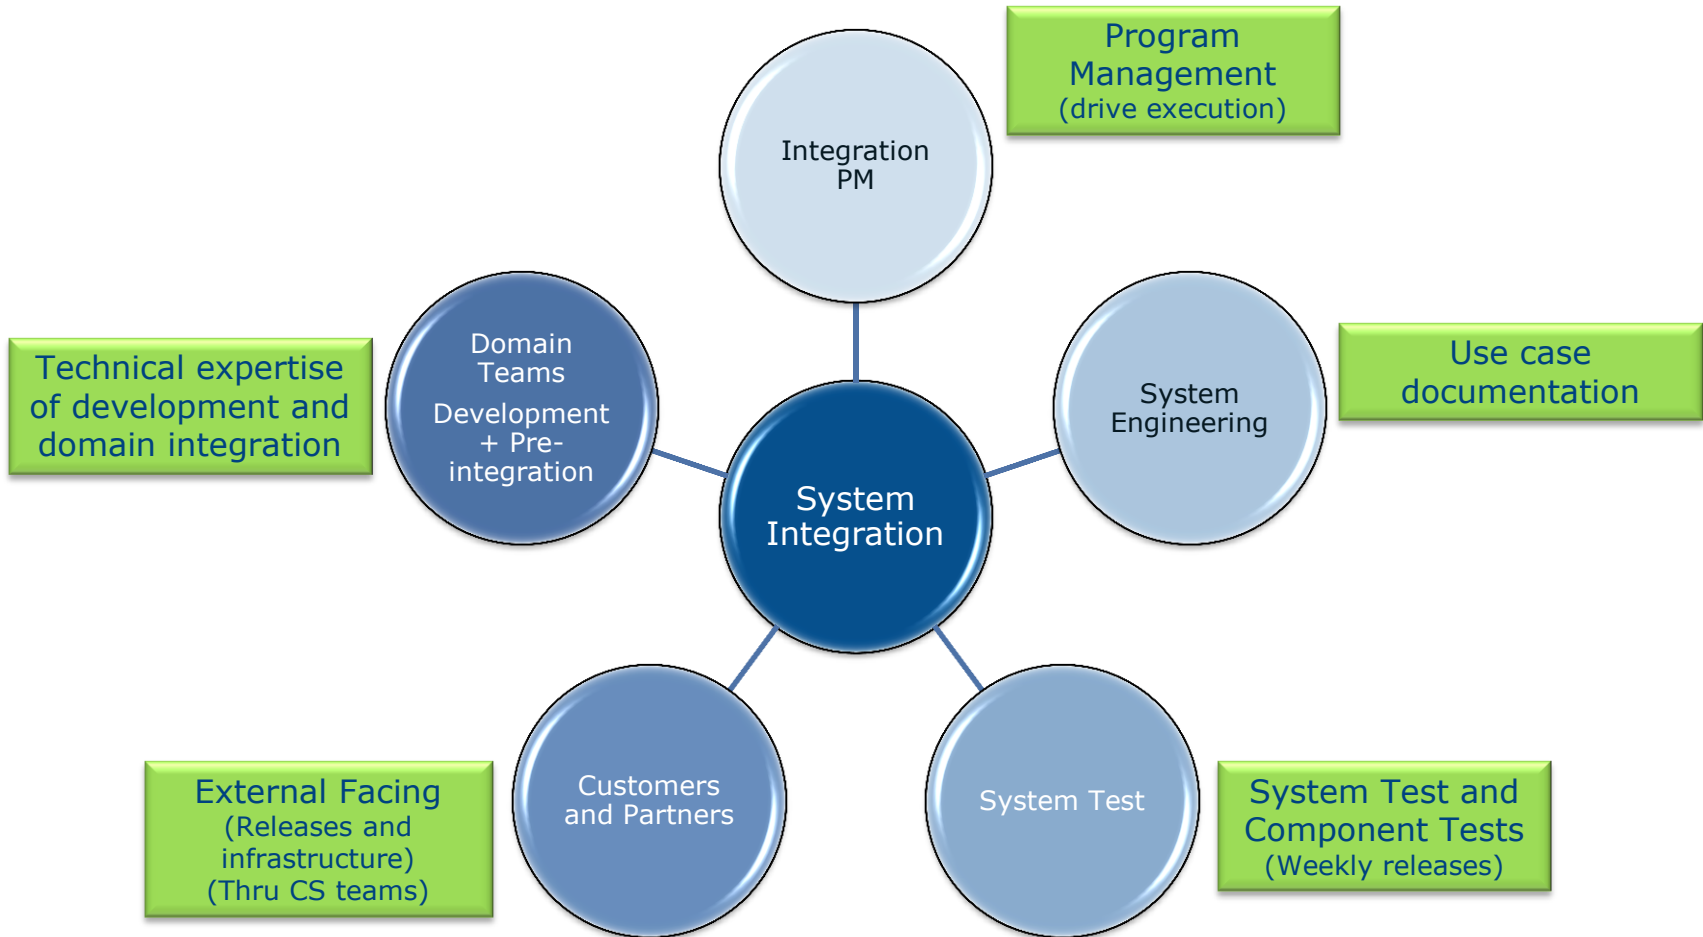 Program
Management
(drive execution)
Integration
PM
Domain
Teams
Development
+ Pre-
integration
Technical expertise
of development and
domain integration
System
Engineering
Use case
documentation
System
Integration
Customers
and Partners
External Facing
(Releases and
infrastructure)
(Thru CS teams)
System Test
System Test and
Component Tests
(Weekly releases)